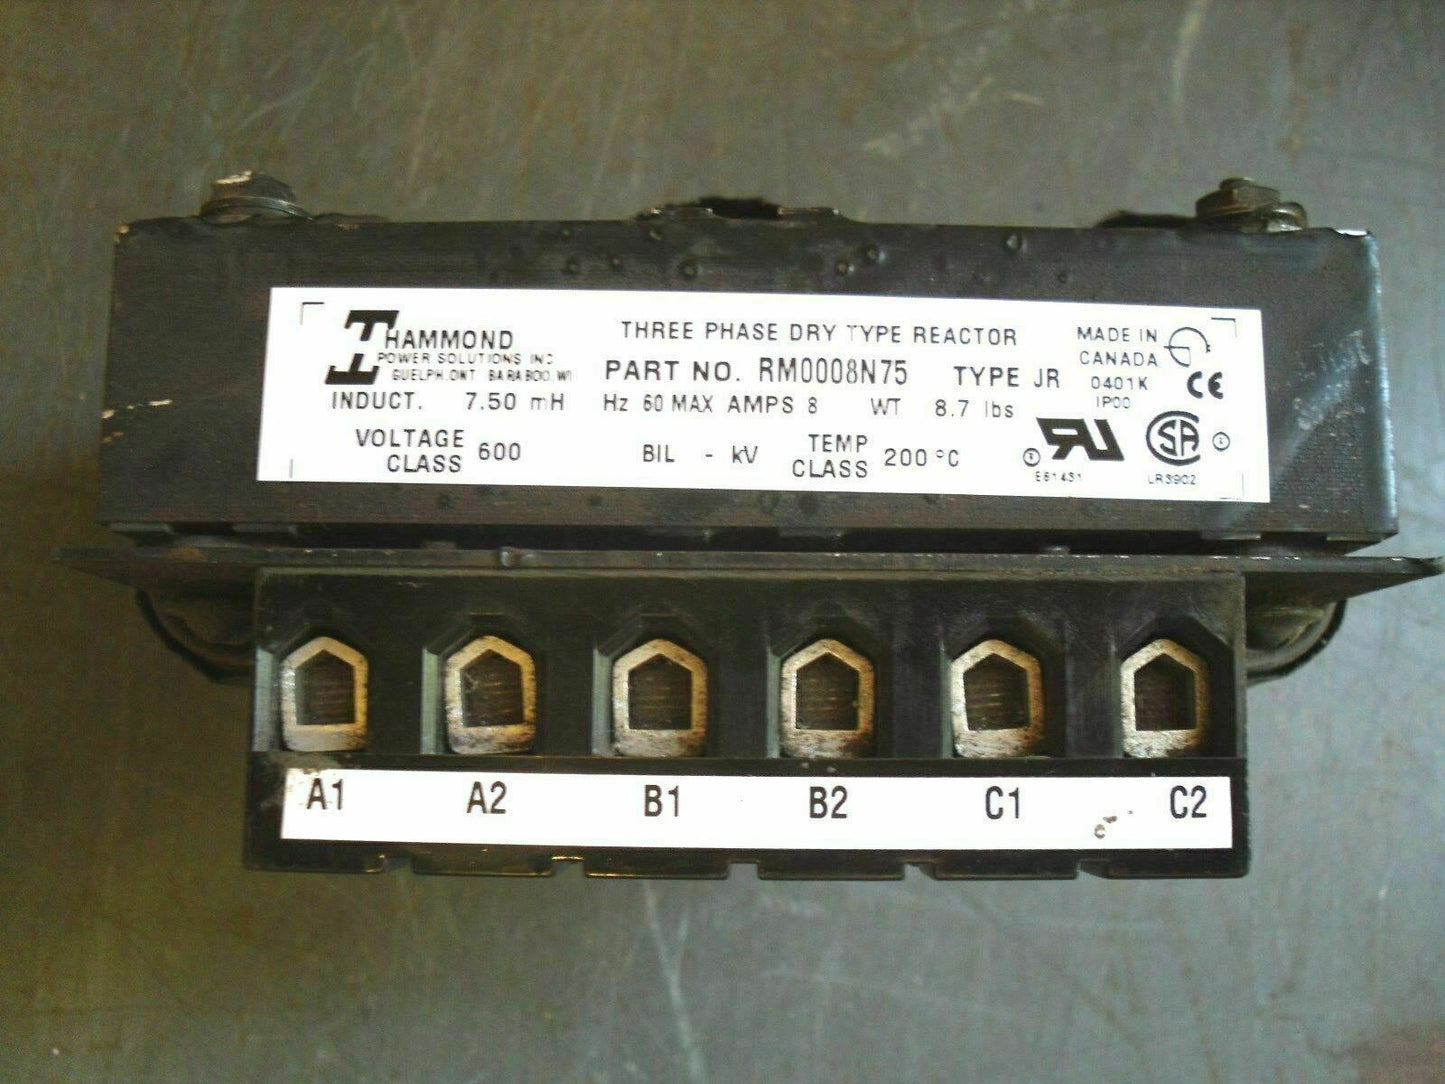 HAMMOND
POWER SOLUTIONS INC
GUELPH.ONT BARABOO.WI
THREE PHASE DRY TYPE REACTOR
PART NO. RM0008N75 TYPE JR
MADE IN
CANADA
0401K
IP00
CE
INDUCT. 7.50 mH Hz 60 MAX AMPS 8 WT 8.7 lbs
VOLTAGE
CLASS 600
BIL - kV
TEMP
CLASS 200 °C
E61431
SA
LR3902
A1 A2 B1 B2 C1 C2